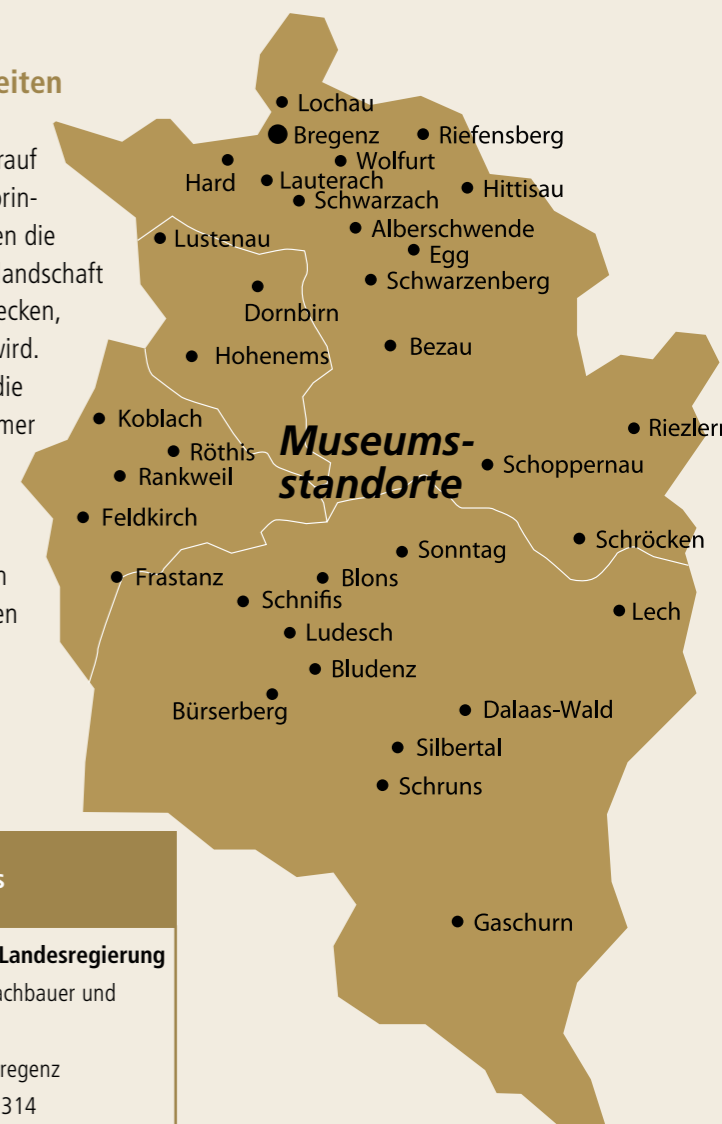 eiten
rauf
orin-
en die
andschaft
ecken,
wird.
die
mer
n
en
Lochau
Bregenz
Riefensberg
Wolfurt
Hard
Lauterach
Hittisau
Schwarzach
Alberschwende
Lustenau
Egg
Schwarzenberg
Dornbirn
Bezau
Hohenems
Koblach
Riezlern
Röthis
Museums-
standorte
Schoppernau
Rankweil
Feldkirch
Schröcken
Sonntag
Frastanz
Blons
Schnifis
Lech
Ludesch
Bludenz
Bürserberg
Dalaas-Wald
Silbertal
Schruns
Gaschurn
s
Landesregierung
achbauer und
regenz
314